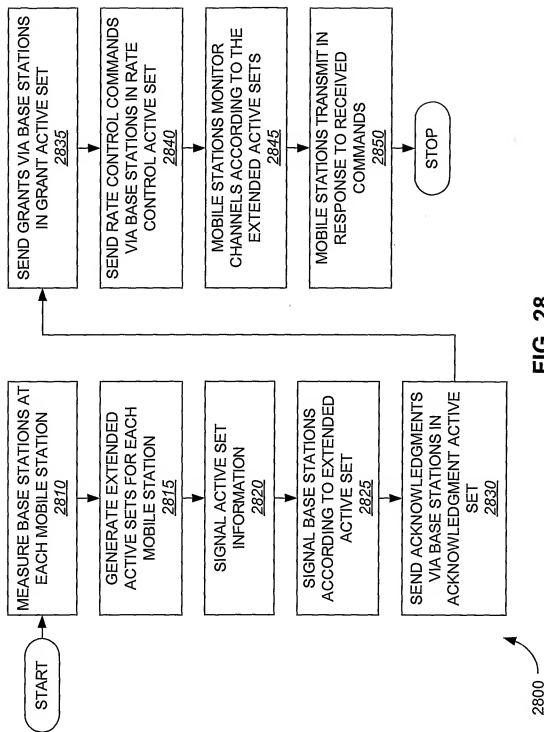 START
MEASURE BASE STATIONS AT
EACH MOBILE STATION
2810
GENERATE EXTENDED
ACTIVE SETS FOR EACH
MOBILE STATION
2815
SIGNAL ACTIVE SET
INFORMATION
2820
SIGNAL BASE STATIONS
ACCORDING TO EXTENDED
ACTIVE SET
2825
SEND ACKNOWLEDGMENTS
VIA BASE STATIONS IN
ACKNOWLEDGMENT ACTIVE
SET
2830
SEND GRANTS VIA BASE STATIONS
IN GRANT ACTIVE SET
2835
SEND RATE CONTROL COMMANDS
VIA BASE STATIONS IN RATE
CONTROL ACTIVE SET
2840
MOBILE STATIONS MONITOR
CHANNELS ACCORDING TO THE
EXTENDED ACTIVE SETS
2845
MOBILE STATIONS TRANSMIT IN
RESPONSE TO RECEIVED
COMMANDS
2850
STOP
2800
FIG. 28